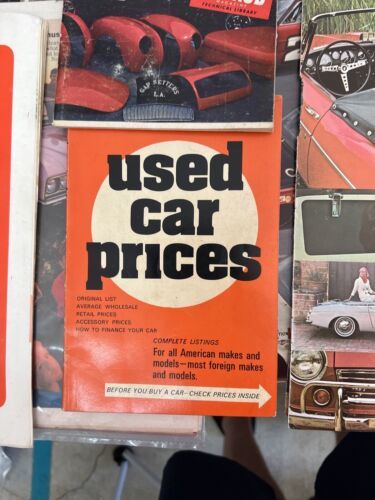 TECHNICAL LIBRARY
GAP NETTERS
L.A.
used
car
prices
ORIGINAL LIST
AVERAGE WHOLESALE
RETAIL PRICES
ACCESSORY PRICES
HOW TO FINANCE YOUR CAR
COMPLETE LISTINGS
For all American makes and
models—most foreign makes
and models.
BEFORE YOU BUY A CAR—CHECK PRICES INSIDE